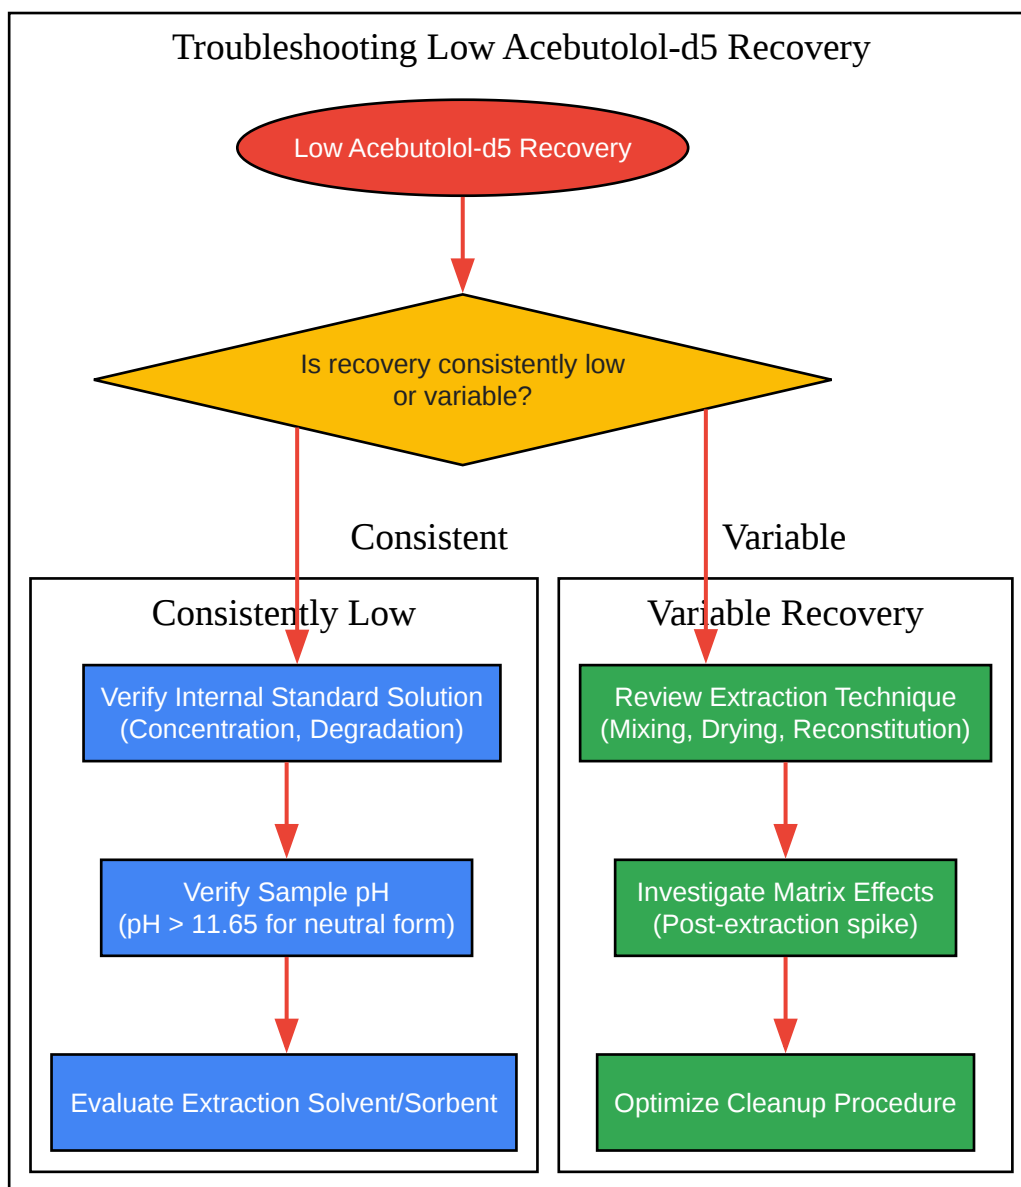 Troubleshooting Low Acebutolol-d5 Recovery
Low Acebutolol-d5 Recovery
Is recovery consistently low
or variable?
Consistent
Variable
Consistently Low
Verify Internal Standard Solution
(Concentration, Degradation)
Verify Sample pH
(pH > 11.65 for neutral form)
Evaluate Extraction Solvent/Sorbent
Variable Recovery
Review Extraction Technique
(Mixing, Drying, Reconstitution)
Investigate Matrix Effects
(Post-extraction spike)
Optimize Cleanup Procedure